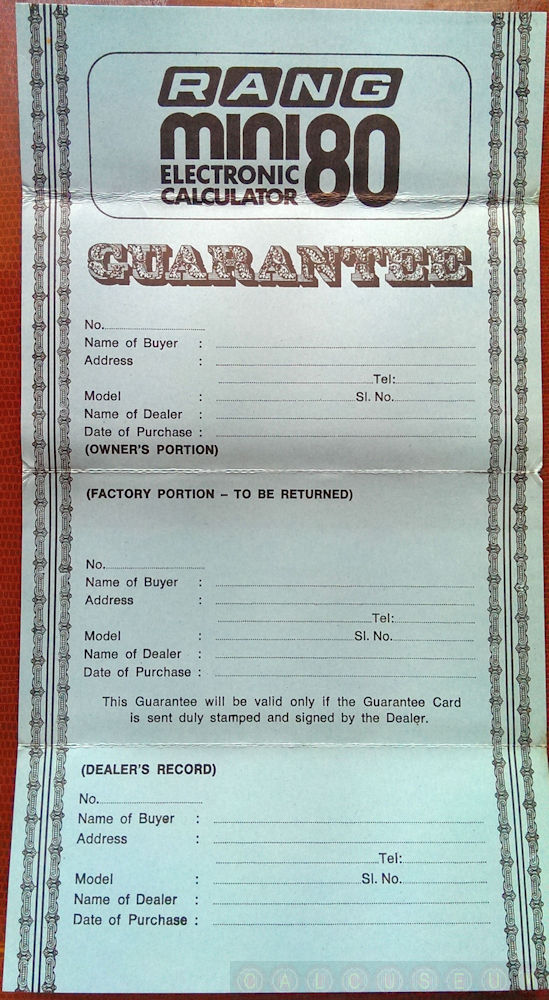 RANG
mini 80
ELECTRONIC
CALCULATOR
GUARANTEE
No.
Name of Buyer :
Address :
Tel:
Model : Sl. No.
Name of Dealer :
Date of Purchase :
(OWNER'S PORTION)
(FACTORY PORTION – TO BE RETURNED)
No.
Name of Buyer :
Address :
Tel:
Model : Sl. No.
Name of Dealer :
Date of Purchase :
This Guarantee will be valid only if the Guarantee Card
is sent duly stamped and signed by the Dealer.
(DEALER'S RECORD)
No.
Name of Buyer :
Address :
Tel:
Model : Sl. No.
Name of Dealer :
Date of Purchase :
CALCUSEU